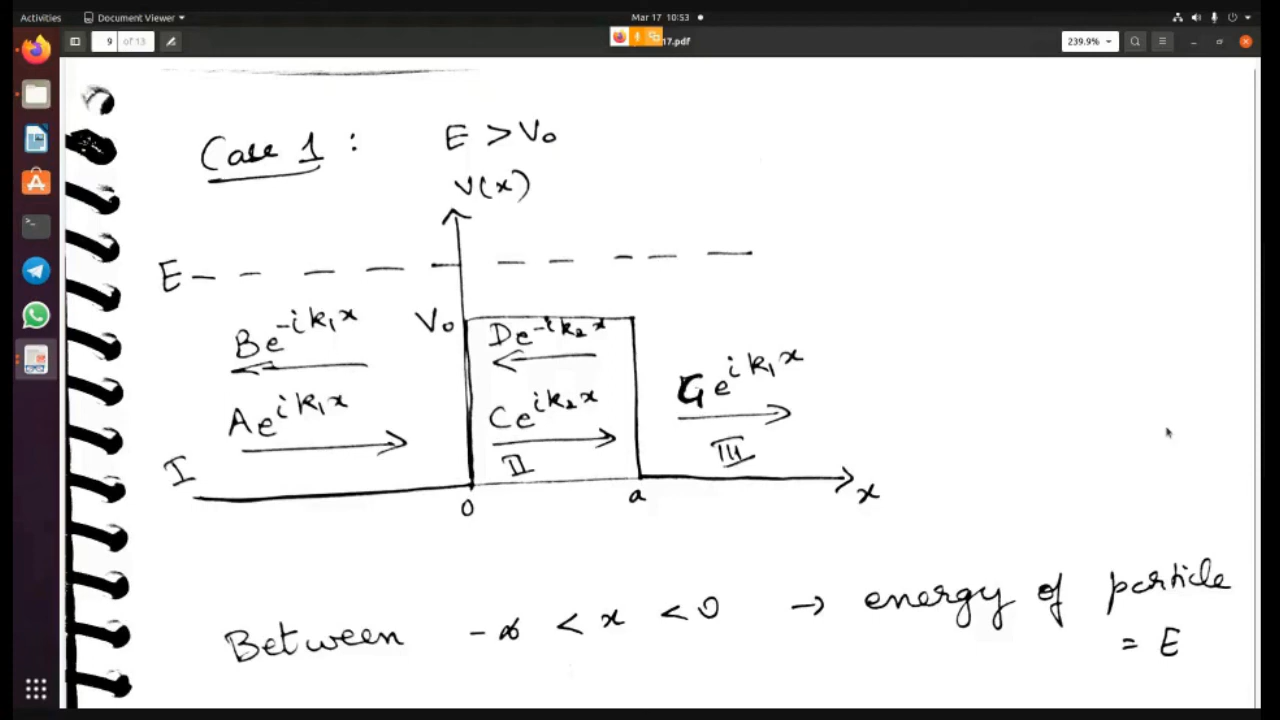 Activities Document Viewer Mar 17 10:53
9 of 13 17.pdf 239.9%
Case 1 : E > V₀
V(x)
E
V₀
Be^{-ik₁x} De^{-ik₂x}
Ae^{ik₁x} Ce^{ik₂x} Ge^{ik₁x}
I II III
0 a x
Between -∞ < x < 0 → energy of particle
= E